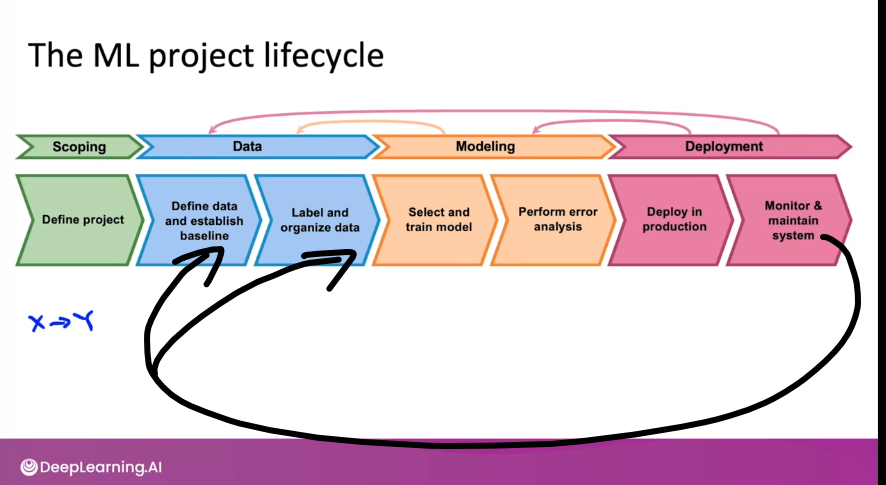 The ML project lifecycle
Scoping
Data
Modeling
Deployment
Define project
Define data
and establish
baseline
Label and
organize data
Select and
train model
Perform error
analysis
Deploy in
production
Monitor &
maintain
system
X→Y
DeepLearning.AI